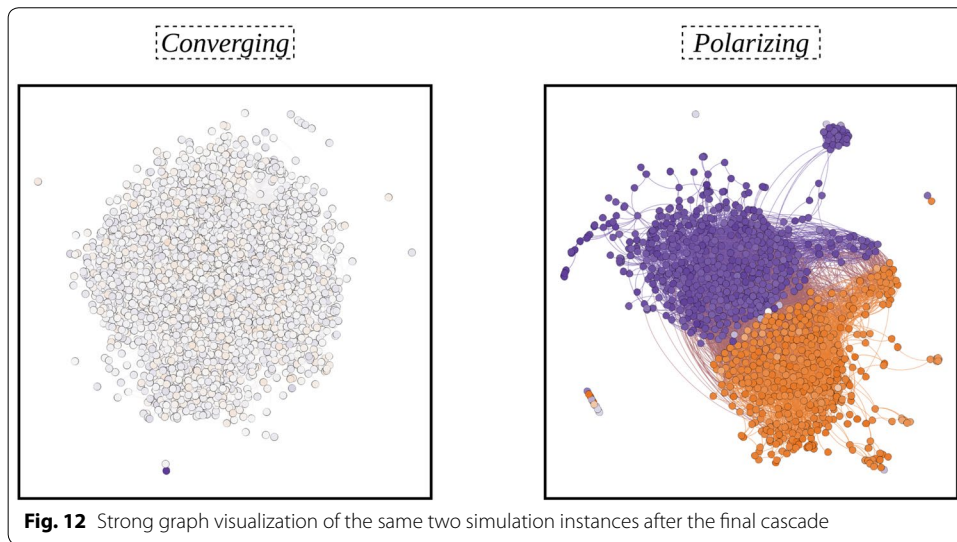 Converging
Polarizing
Fig. 12 Strong graph visualization of the same two simulation instances after the final cascade